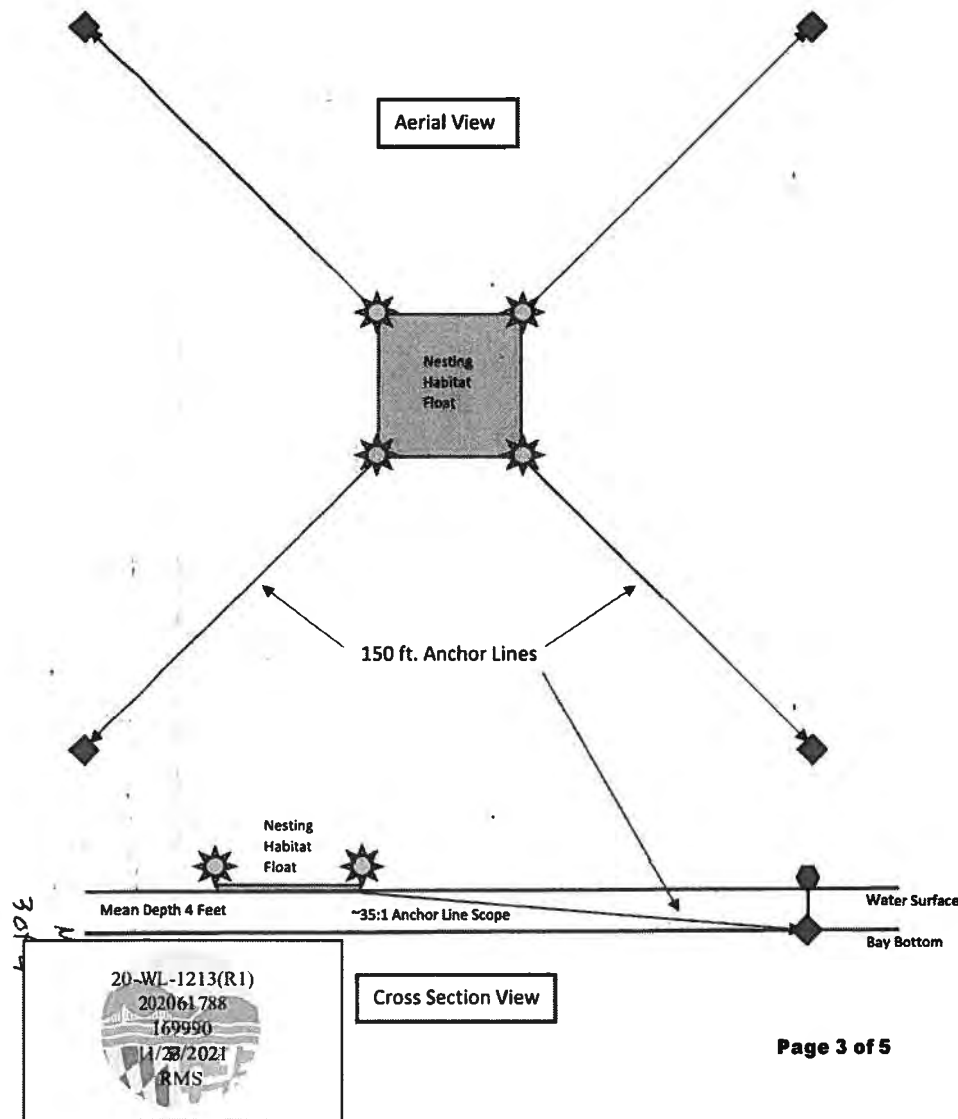 Aerial View
Nesting
Habitat
Float
150 ft. Anchor Lines
Nesting
Habitat
Float
Mean Depth 4 Feet
~35:1 Anchor Line Scope
Water Surface
Bay Bottom
20-WL-1213(R1)
202061788
169990
RMS
Cross Section View
Page 3 of 5